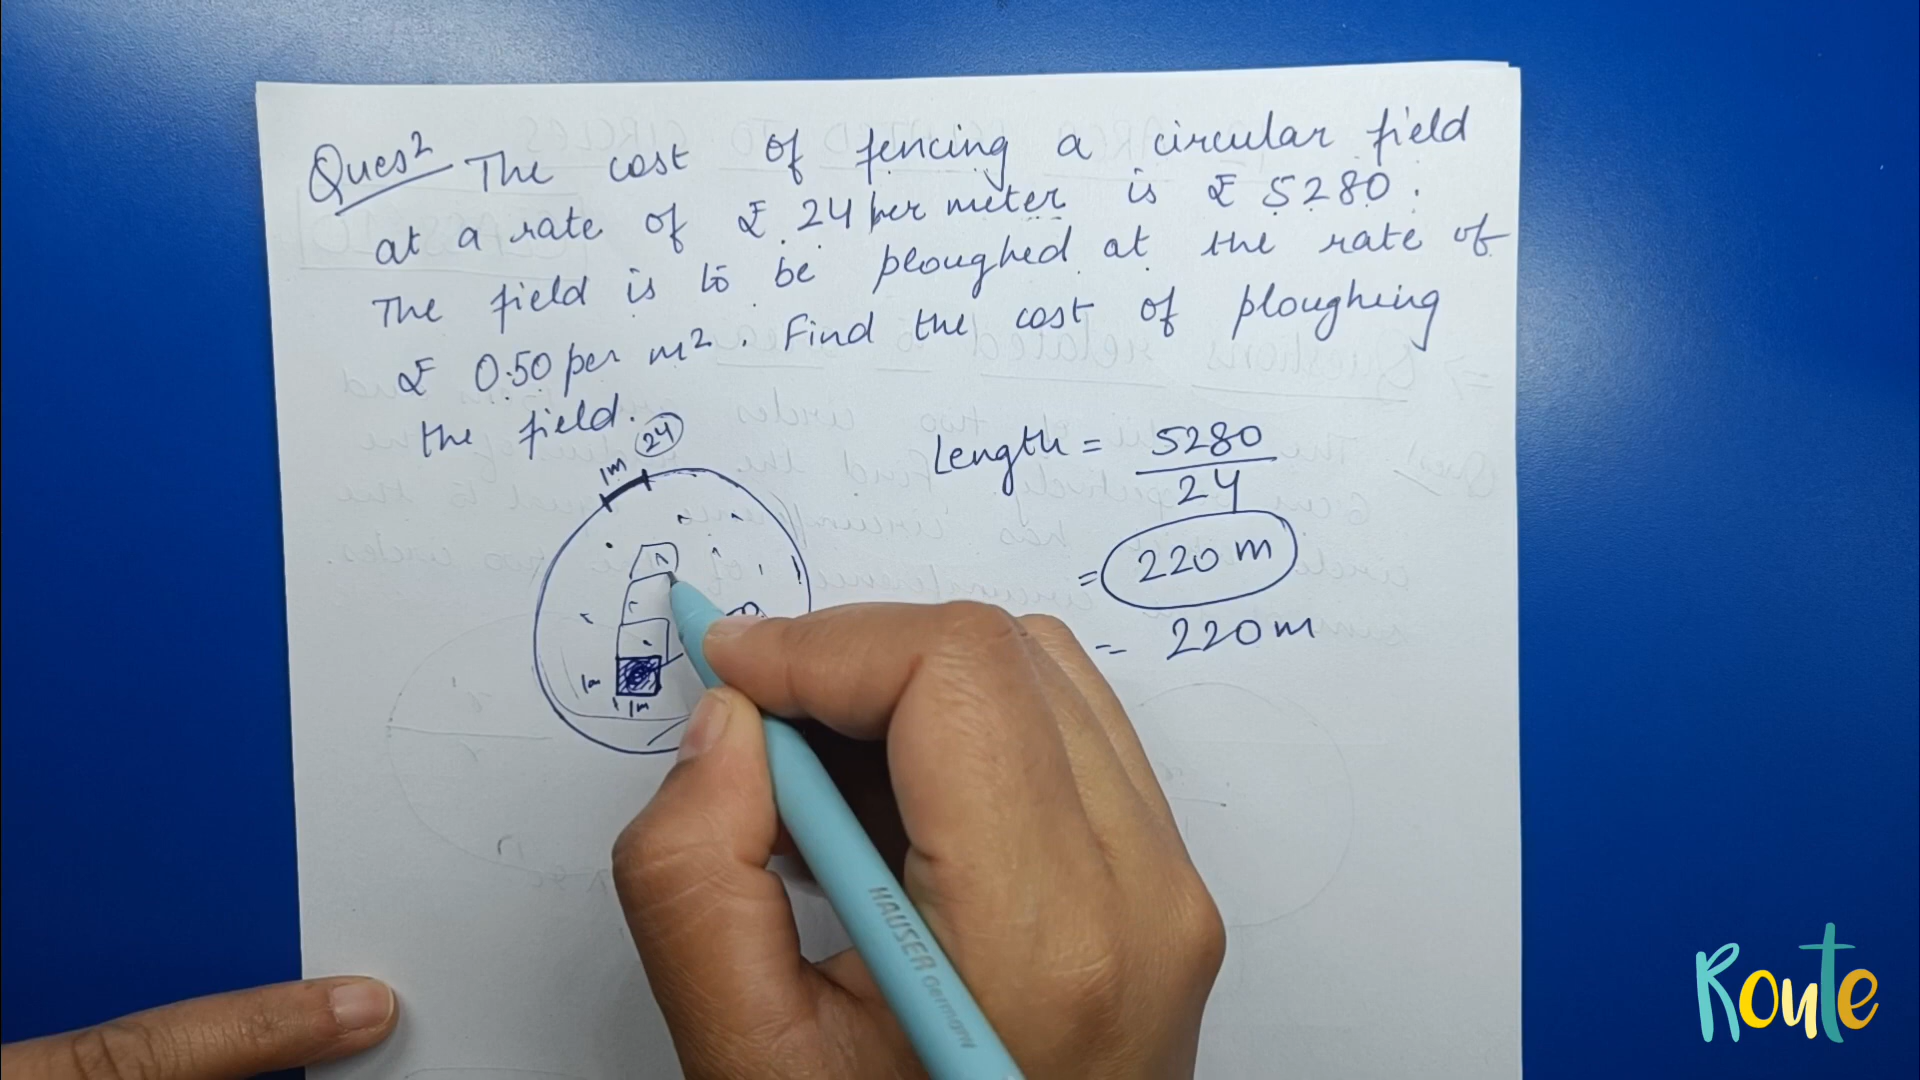 Ques² The cost of fencing a circular field
at a rate of ₹ 24 per meter is ₹ 5280.
The field is to be ploughed at the rate of
₹ 0.50 per m². Find the cost of ploughing
the field.
24
1m
Length = 5280
24
= 220 m
= 220 m
1m
1m
HAUSER Germany
Route